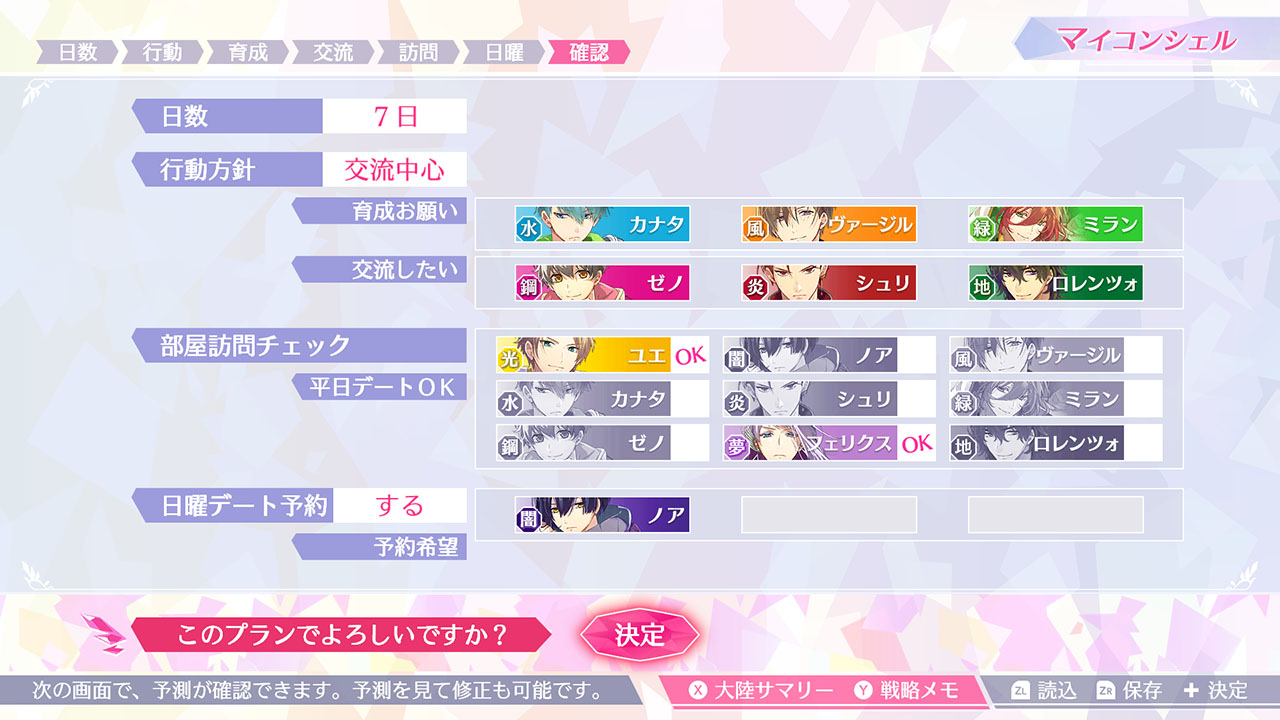 日数 行動 育成 交流 訪問 日曜 確認
マイコンシェル
日数 7日
行動方針 交流中心
育成お願い
水 カナタ 風 ヴァージル 緑 ミラン
交流したい
鋼 ゼノ 炎 シュリ 地 ロレンツォ
部屋訪問チェック
光 ユエ OK 闇 ノア 風 ヴァージル
平日デートOK
水 カナタ 炎 シュリ 緑 ミラン
鋼 ゼノ 夢 フェリクス OK 地 ロレンツォ
日曜デート予約 する
闇 ノア
予約希望
このプランでよろしいですか？
決定
次の画面で、予測が確認できます。予測を見て修正も可能です。
X 大陸サマリー Y 戦略メモ ZL 読込 ZR 保存 + 決定